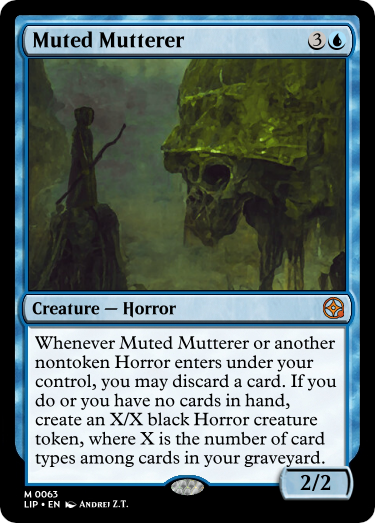 Muted Mutterer 3
Creature — Horror
Whenever Muted Mutterer or another
nontoken Horror enters under your
control, you may discard a card. If you
do or you have no cards in hand,
create an X/X black Horror creature
token, where X is the number of card
types among cards in your graveyard.
2/2
M 0063
LIP • EN Andrei Z.T.